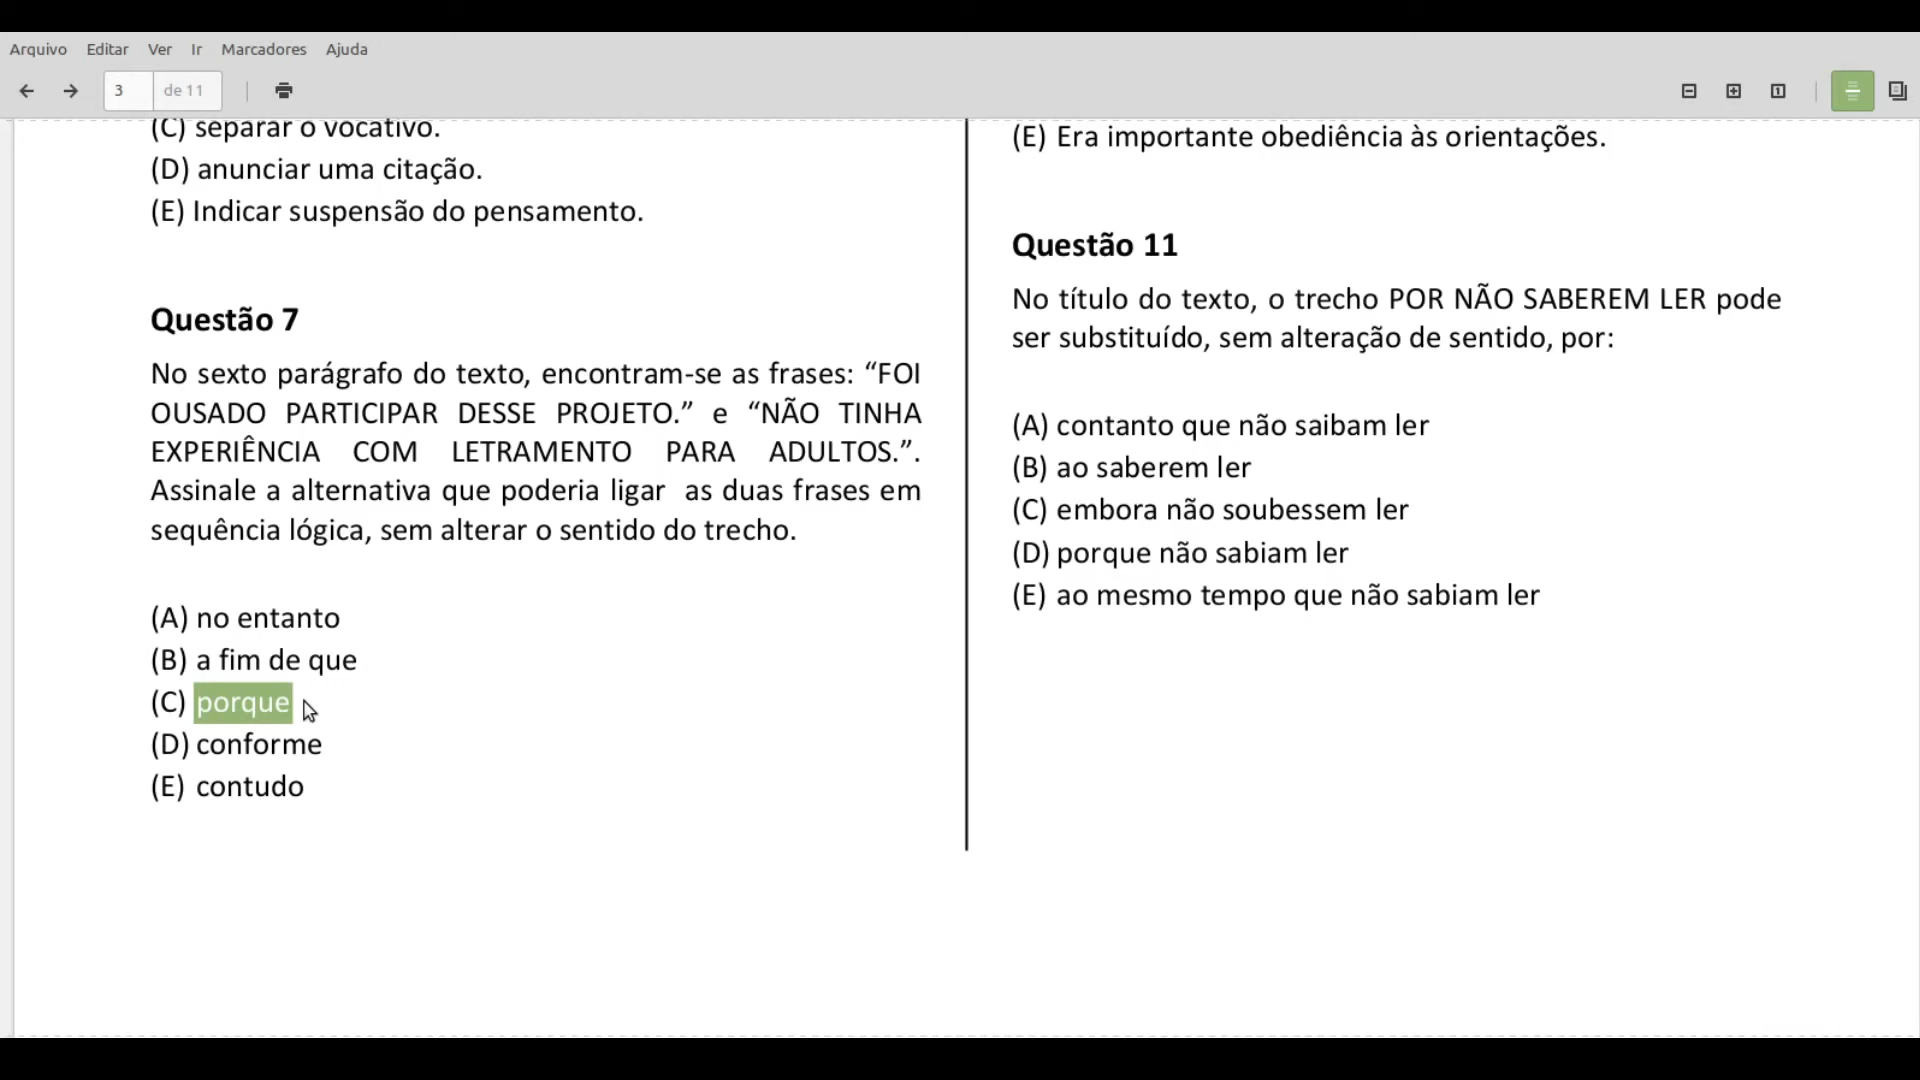 Arquivo Editar Ver Ir Marcadores Ajuda
3 de 11
(C) separar o vocativo.
(D) anunciar uma citação.
(E) Indicar suspensão do pensamento.
Questão 7
No sexto parágrafo do texto, encontram-se as frases: “FOI
OUSADO PARTICIPAR DESSE PROJETO.” e “NÃO TINHA
EXPERIÊNCIA COM LETRAMENTO PARA ADULTOS.”.
Assinale a alternativa que poderia ligar as duas frases em
sequência lógica, sem alterar o sentido do trecho.
(A) no entanto
(B) a fim de que
(C) porque
(D) conforme
(E) contudo
(E) Era importante obediência às orientações.
Questão 11
No título do texto, o trecho POR NÃO SABEREM LER pode
ser substituído, sem alteração de sentido, por:
(A) contanto que não saibam ler
(B) ao saberem ler
(C) embora não soubessem ler
(D) porque não sabiam ler
(E) ao mesmo tempo que não sabiam ler